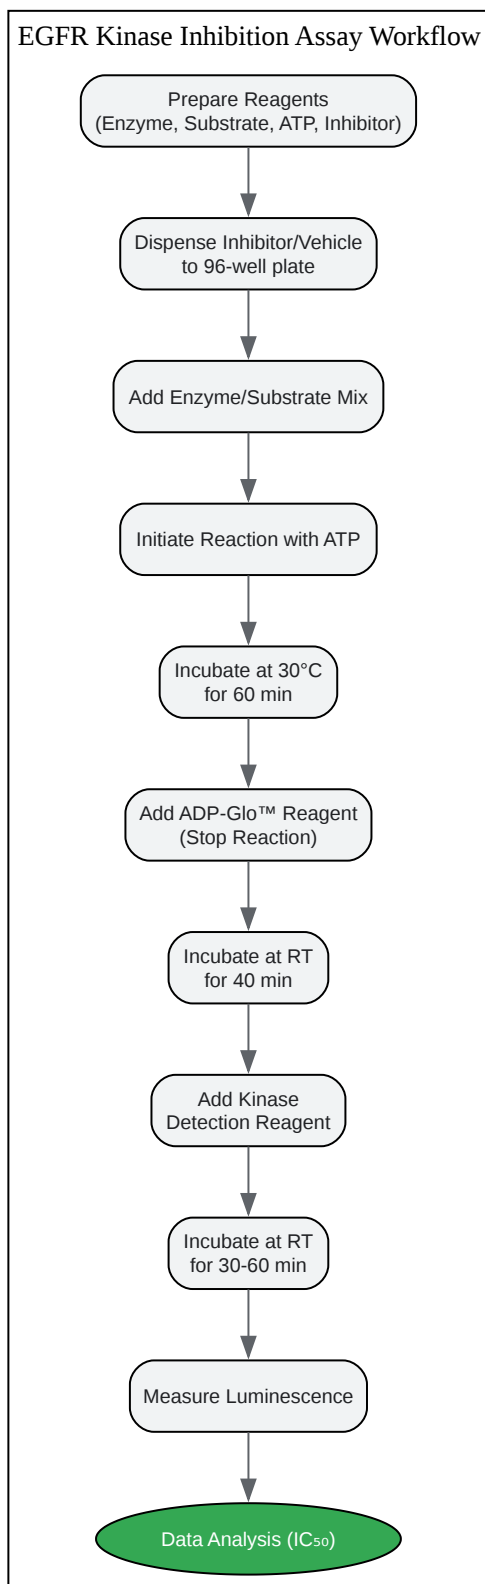 EGFR Kinase Inhibition Assay Workflow
Prepare Reagents
(Enzyme, Substrate, ATP, Inhibitor)
Dispense Inhibitor/Vehicle
to 96-well plate
Add Enzyme/Substrate Mix
Initiate Reaction with ATP
Incubate at 30°C
for 60 min
Add ADP-Glo™ Reagent
(Stop Reaction)
Incubate at RT
for 40 min
Add Kinase
Detection Reagent
Incubate at RT
for 30-60 min
Measure Luminescence
Data Analysis (IC₅₀)